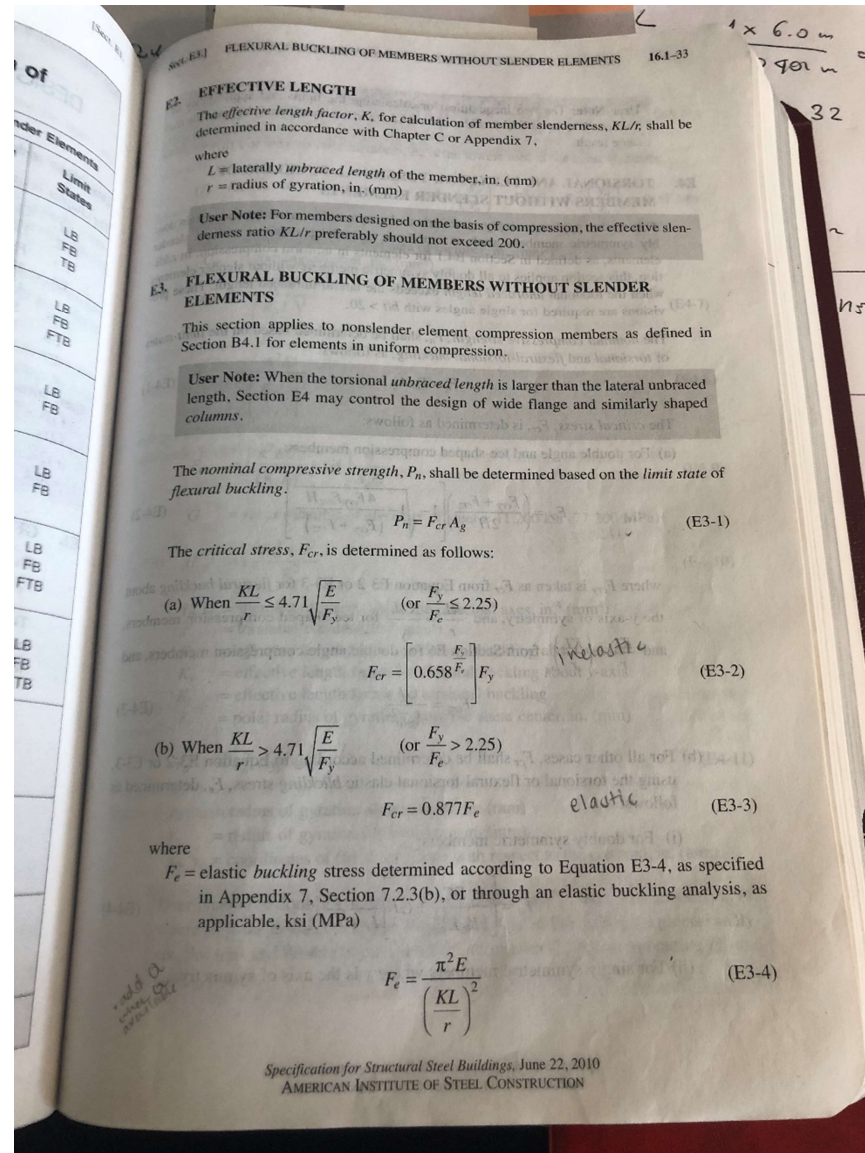 of
nder Elements
Limit
States
LB
FB
TB
LB
FB
FTB
LB
FB
LB
FB
LB
FB
FTB
LB
FB
TB
Sect. E3.] FLEXURAL BUCKLING OF MEMBERS WITHOUT SLENDER ELEMENTS 16.1–33
E2. EFFECTIVE LENGTH
The effective length factor, K, for calculation of member slenderness, KL/r, shall be
determined in accordance with Chapter C or Appendix 7,
where
L = laterally unbraced length of the member, in. (mm)
r = radius of gyration, in. (mm)
User Note: For members designed on the basis of compression, the effective slen-
derness ratio KL/r preferably should not exceed 200.
E3. FLEXURAL BUCKLING OF MEMBERS WITHOUT SLENDER
ELEMENTS
This section applies to nonslender element compression members as defined in
Section B4.1 for elements in uniform compression.
User Note: When the torsional unbraced length is larger than the lateral unbraced
length, Section E4 may control the design of wide flange and similarly shaped
columns.
The nominal compressive strength, Pn, shall be determined based on the limit state of
flexural buckling.
Pn = Fcr Ag (E3-1)
The critical stress, Fcr, is determined as follows:
(a) When KL/r ≤ 4.71√(E/Fy) (or Fy/Fe ≤ 2.25)
Fcr = [0.658^(Fy/Fe)] Fy inelastic (E3-2)
(b) When KL/r > 4.71√(E/Fy) (or Fy/Fe > 2.25)
Fcr = 0.877Fe elastic (E3-3)
where
Fe = elastic buckling stress determined according to Equation E3-4, as specified
in Appendix 7, Section 7.2.3(b), or through an elastic buckling analysis, as
applicable, ksi (MPa)
Fe = π²E/(KL/r)² (E3-4)
add Q
when Q
available
Specification for Structural Steel Buildings, June 22, 2010
AMERICAN INSTITUTE OF STEEL CONSTRUCTION
1 x 6.0 m
32